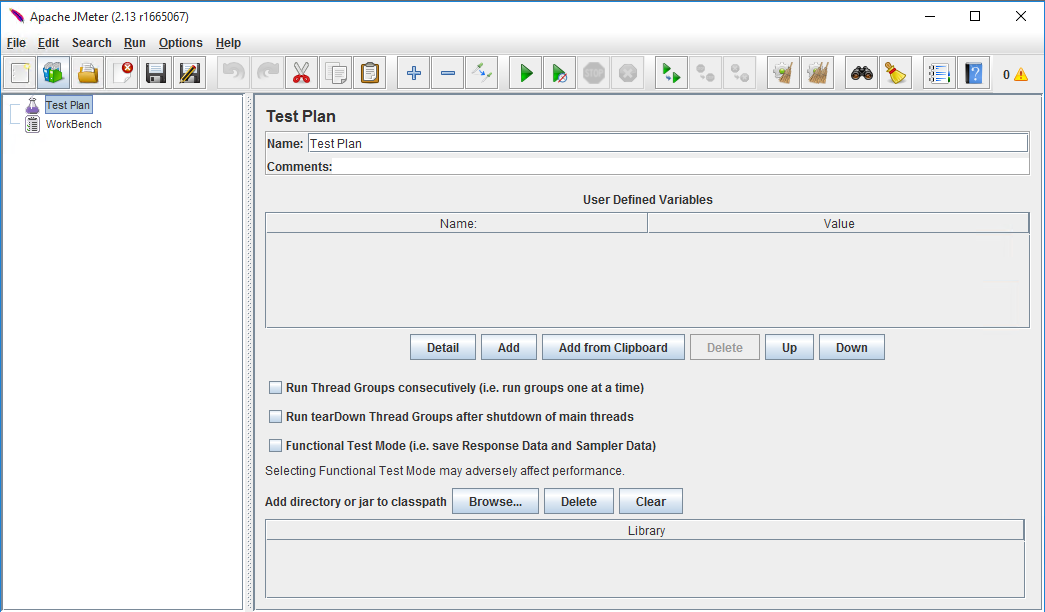 Apache JMeter (2.13 r1665067)
File Edit Search Run Options Help
STOP
? 0
Test Plan
WorkBench
Test Plan
Name: Test Plan
Comments:
User Defined Variables
Name: Value
Detail Add Add from Clipboard Delete Up Down
Run Thread Groups consecutively (i.e. run groups one at a time)
Run tearDown Thread Groups after shutdown of main threads
Functional Test Mode (i.e. save Response Data and Sampler Data)
Selecting Functional Test Mode may adversely affect performance.
Add directory or jar to classpath Browse... Delete Clear
Library